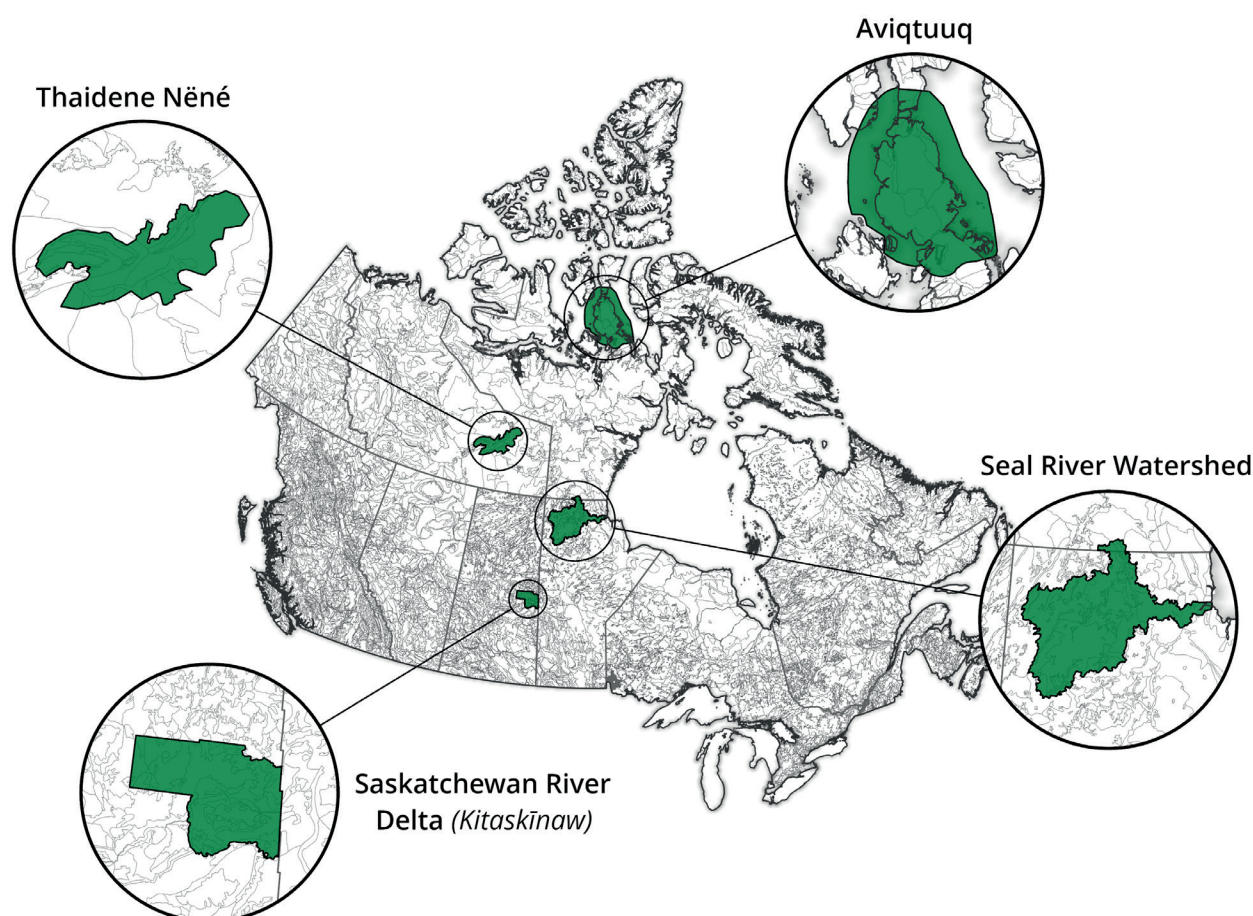 Aviqtuuq
Thaidene Nëné
Seal River Watershed
Saskatchewan River
Delta (Kitaskīnaw)